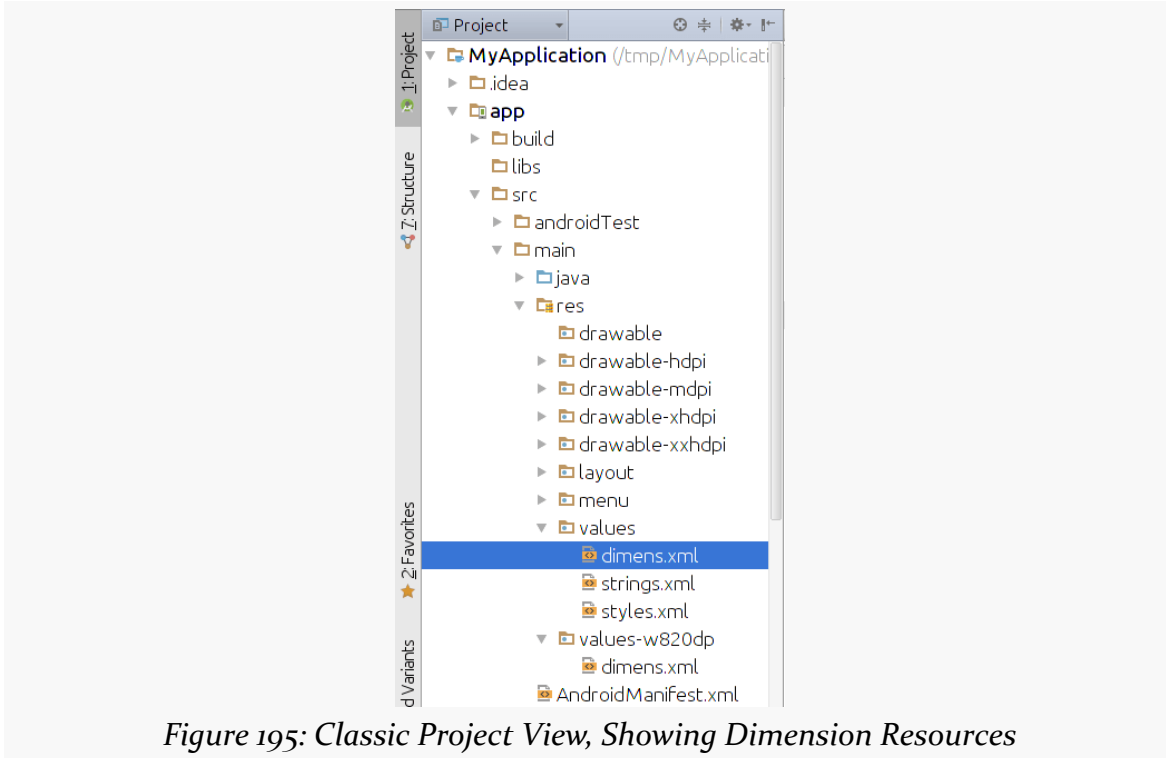 Project
MyApplication (/tmp/MyApplicati
.idea
app
build
libs
src
androidTest
main
java
res
drawable
drawable-hdpi
drawable-mdpi
drawable-xhdpi
drawable-xxhdpi
layout
menu
values
dimens.xml
strings.xml
styles.xml
values-w820dp
dimens.xml
AndroidManifest.xml
1: Project
7: Structure
2: Favorites
d Variants
Figure 195: Classic Project View, Showing Dimension Resources